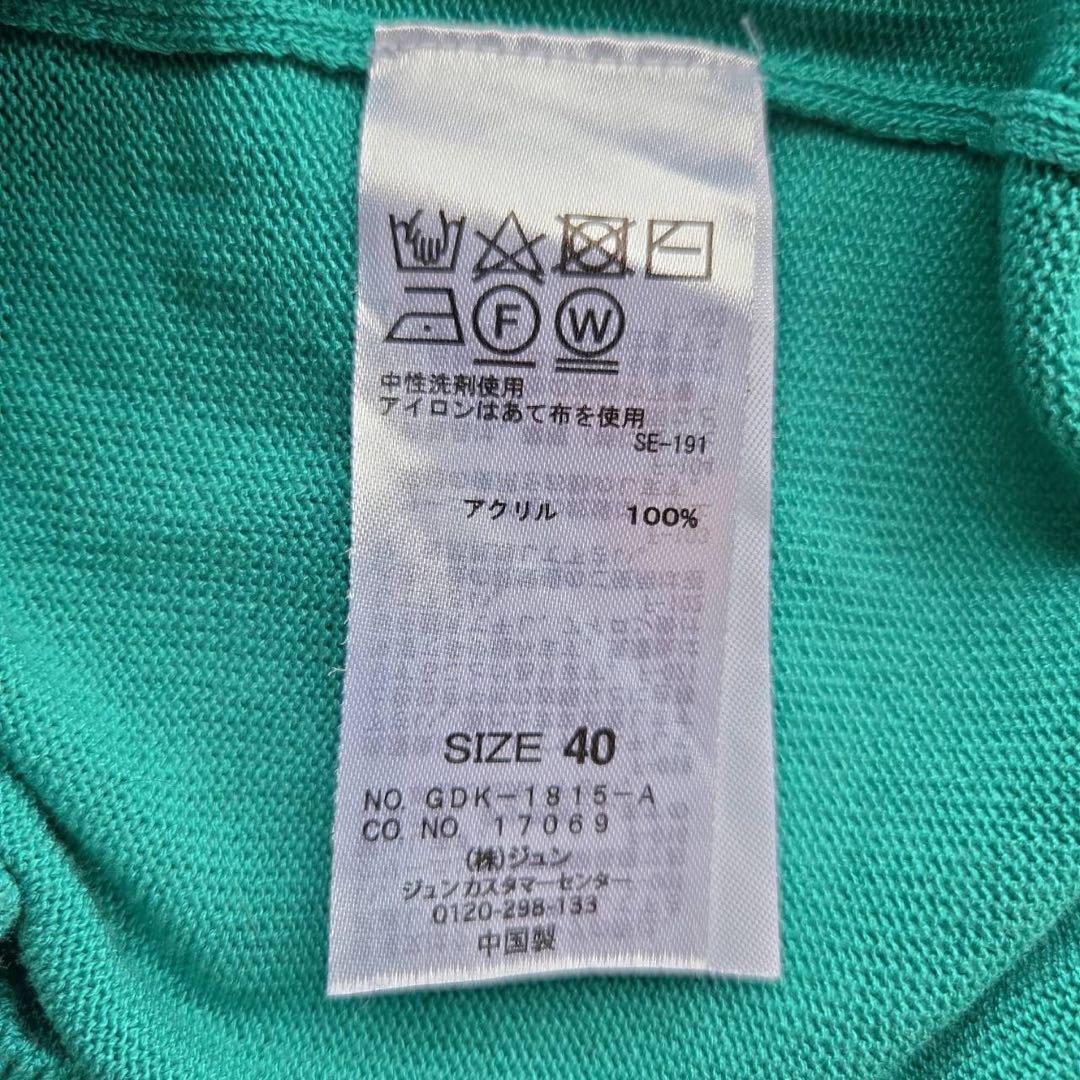 F W
中性洗剤使用
アイロンはあて布を使用
SE-191
アクリル 100%
SIZE 40
NO. GDK-1815-A
CO NO. 17069
(株)ジュン
ジュンカスタマーセンター
0120-298-133
中国製